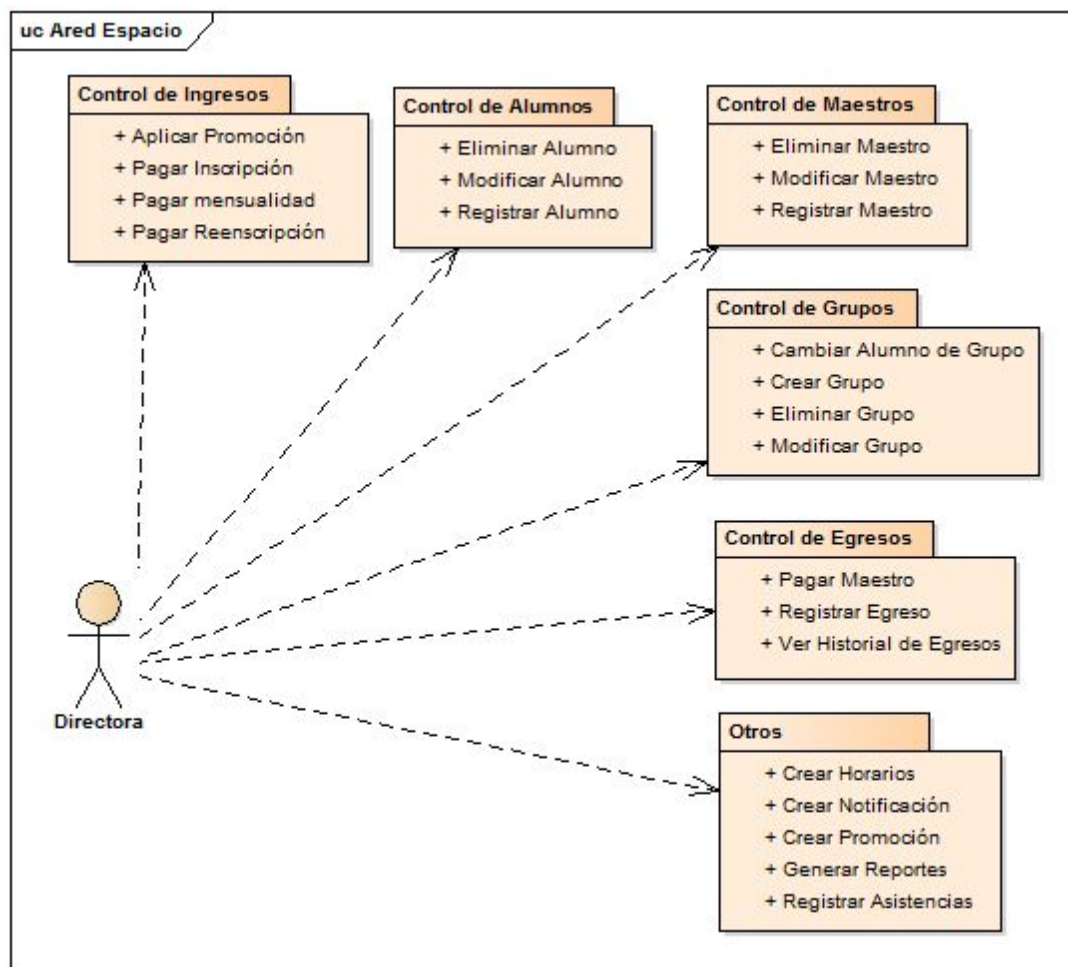 uc Ared Espacio
Control de Ingresos
+ Aplicar Promoción
+ Pagar Inscripción
+ Pagar mensualidad
+ Pagar Reenscripción
Control de Alumnos
+ Eliminar Alumno
+ Modificar Alumno
+ Registrar Alumno
Control de Maestros
+ Eliminar Maestro
+ Modificar Maestro
+ Registrar Maestro
Control de Grupos
+ Cambiar Alumno de Grupo
+ Crear Grupo
+ Eliminar Grupo
+ Modificar Grupo
Control de Egresos
+ Pagar Maestro
+ Registrar Egreso
+ Ver Historial de Egresos
Directora
Otros
+ Crear Horarios
+ Crear Notificación
+ Crear Promoción
+ Generar Reportes
+ Registrar Asistencias